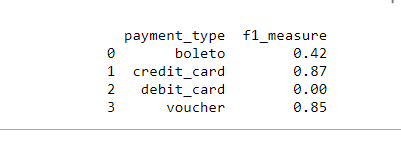 payment_type f1_measure
0 boleto 0.42
1 credit_card 0.87
2 debit_card 0.00
3 voucher 0.85